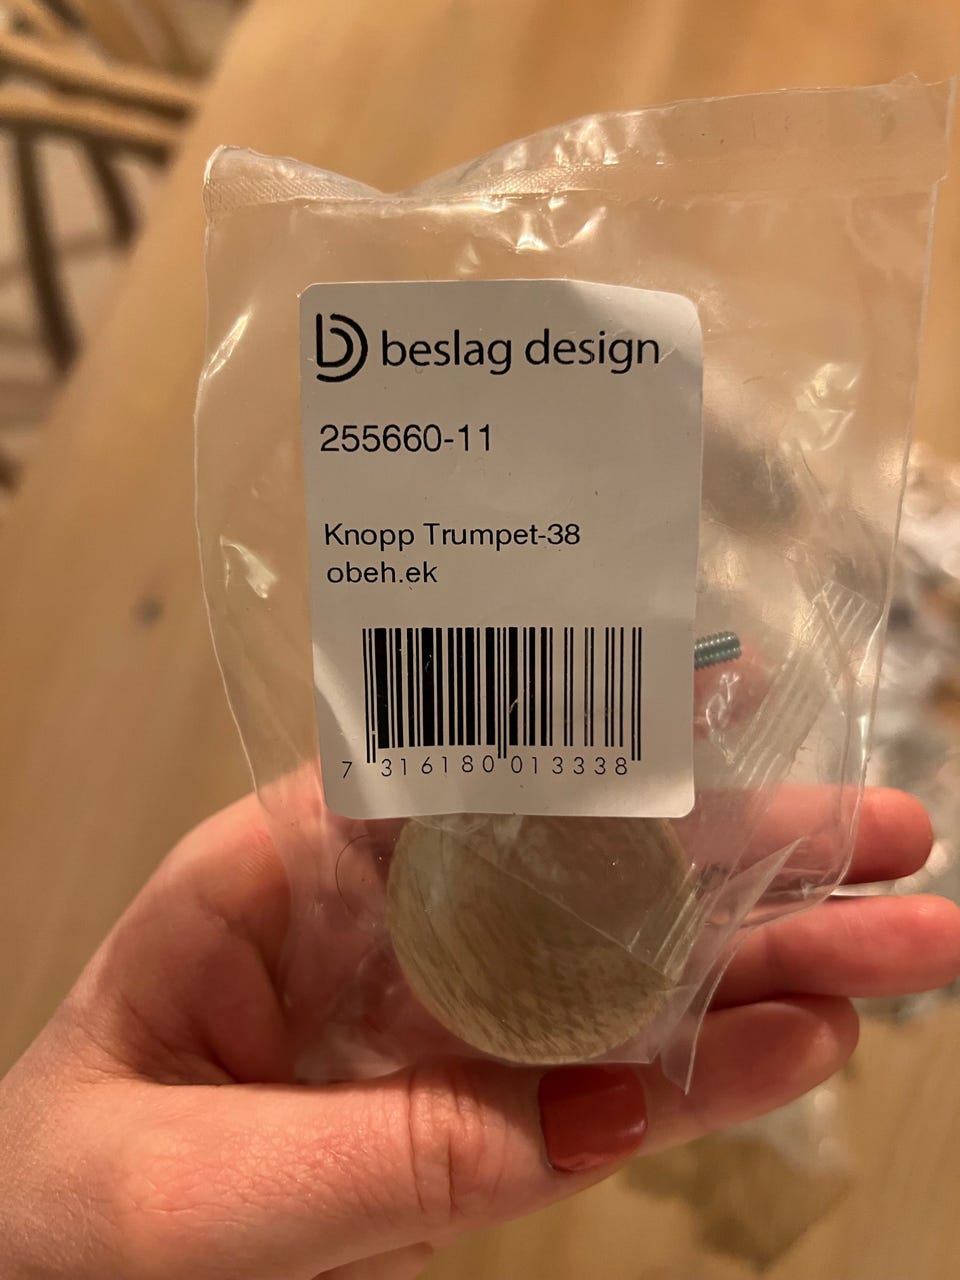 beslag design
255660-11
Knopp Trumpet-38
obeh.ek
7 316180 013338